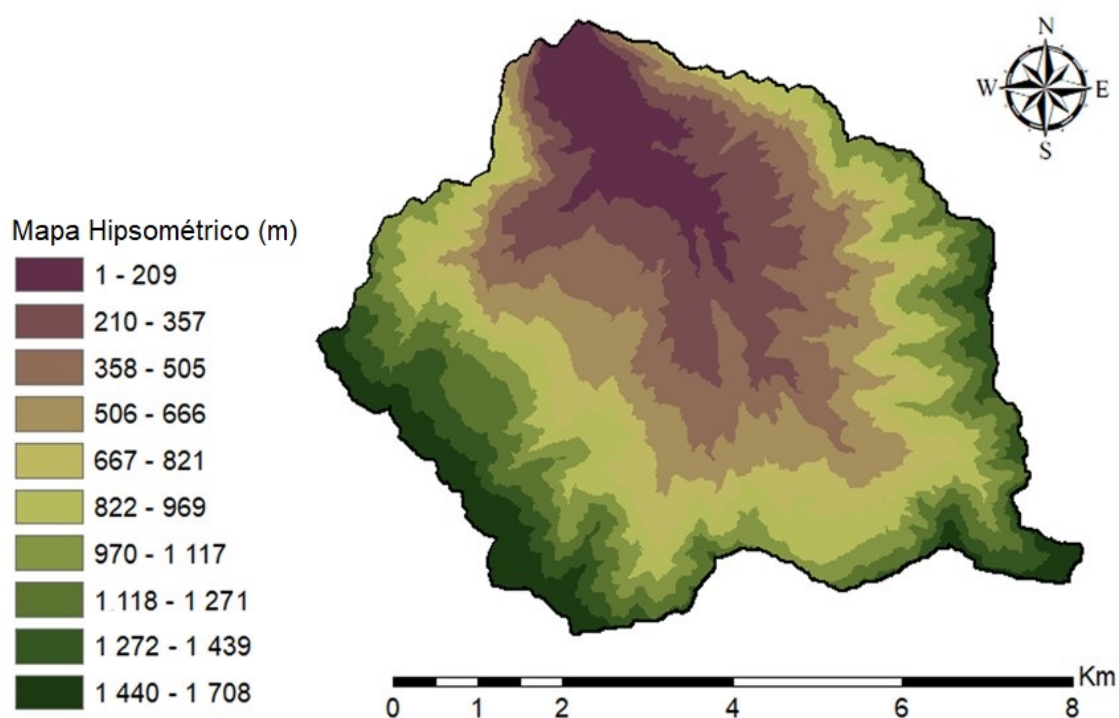 N
W E
S
Mapa Hipsométrico (m)
1 - 209
210 - 357
358 - 505
506 - 666
667 - 821
822 - 969
970 - 1 117
1 118 - 1 271
1 272 - 1 439
1 440 - 1 708
Km
0 1 2 4 6 8